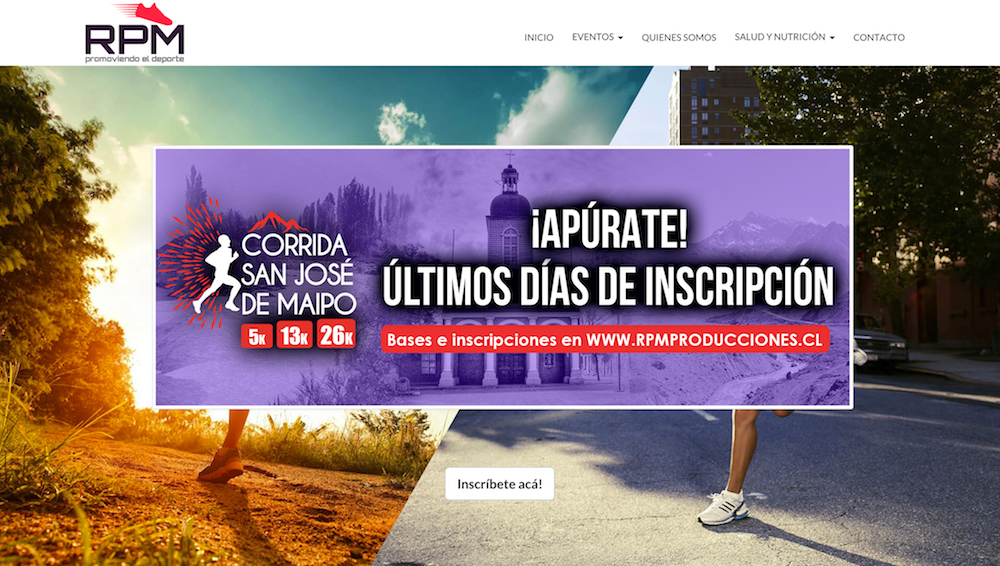 RPM
promoviendo el deporte
INICIO
EVENTOS
QUIENES SOMOS
SALUD Y NUTRICIÓN
CONTACTO
CORRIDA
SAN JOSÉ
DE MAIPO
5K 13K 26K
¡APÚRATE!
ÚLTIMOS DÍAS DE INSCRIPCIÓN
Bases e inscripciones en WWW.RPMPRODUCCIONES.CL
Inscríbete acá!